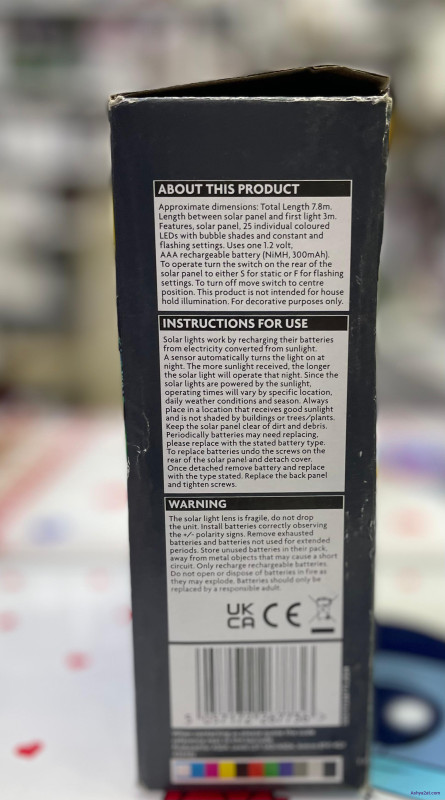 ABOUT THIS PRODUCT
Approximate dimensions: Total Length 7.8m.
Length between solar panel and first light 3m.
Features, solar panel, 25 individual coloured
LEDs with bubble shades and constant and
flashing settings. Uses one 1.2 volt,
AAA rechargeable battery (NiMH, 300mAh).
To operate turn the switch on the rear of the
solar panel to either S for static or F for flashing
settings. To turn off move switch to centre
position. This product is not intended for house
hold illumination. For decorative purposes only.
INSTRUCTIONS FOR USE
Solar lights work by recharging their batteries
from electricity converted from sunlight.
A sensor automatically turns the light on at
night. The more sunlight received, the longer
the solar light will operate that night. Since the
solar lights are powered by the sunlight,
operating times will vary by specific location,
daily weather conditions and season. Always
place in a location that receives good sunlight
and is not shaded by buildings or trees/plants.
Keep the solar panel clear of dirt and debris.
Periodically batteries may need replacing,
please replace with the stated battery type.
To replace batteries undo the screws on the
rear of the solar panel and detach cover.
Once detached remove battery and replace
with the type stated. Replace the back panel
and tighten screws.
WARNING
The solar light lens is fragile, do not drop
the unit. Install batteries correctly observing
the +/- polarity signs. Remove exhausted
batteries and batteries not used for extended
periods. Store unused batteries in their pack,
away from metal objects that may cause a short
circuit. Only recharge rechargeable batteries.
Do not open or dispose of batteries in fire as
they may explode. Batteries should only be
replaced by a responsible adult.
UK
CA CE